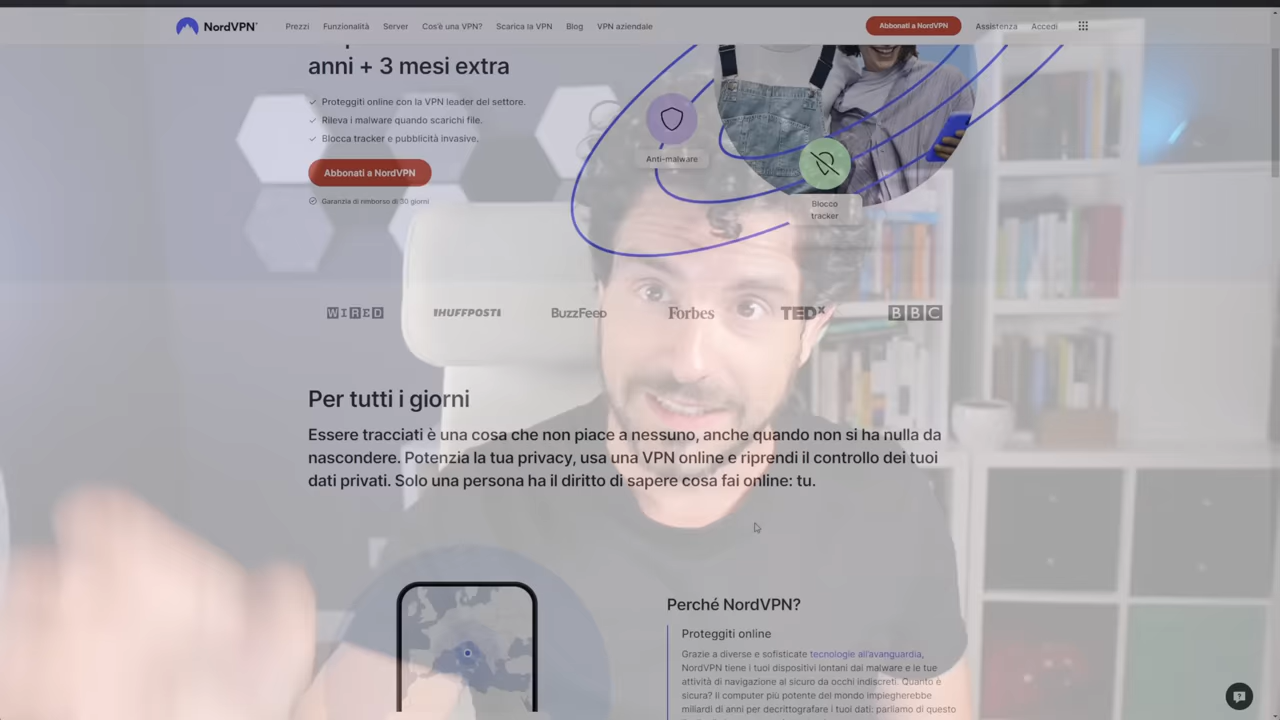 NordVPN®
Prezzi Funzionalità Server Cos'è una VPN? Scarica la VPN Blog VPN aziendale
Abbonati a NordVPN
Assistenza Accedi
anni + 3 mesi extra
Proteggiti online con la VPN leader del settore.
Rileva i malware quando scarichi file.
Blocca tracker e pubblicità invasive.
Abbonati a NordVPN
Garanzia di rimborso di 30 giorni
Anti-malware
Blocco
tracker
WIRED IHUFFPOSTI BuzzFeed Forbes TEDx BBC
Per tutti i giorni
Essere tracciati è una cosa che non piace a nessuno, anche quando non si ha nulla da
nascondere. Potenzia la tua privacy, usa una VPN online e riprendi il controllo dei tuoi
dati privati. Solo una persona ha il diritto di sapere cosa fai online: tu.
Perché NordVPN?
Proteggiti online
Grazie a diverse e sofisticate tecnologie all'avanguardia,
NordVPN tiene i tuoi dispositivi lontani dai malware e le tue
attività di navigazione al sicuro da occhi indiscreti. Quanto è
sicura? Il computer più potente del mondo impiegherebbe
miliardi di anni per decrittografare i tuoi dati: parliamo di questo